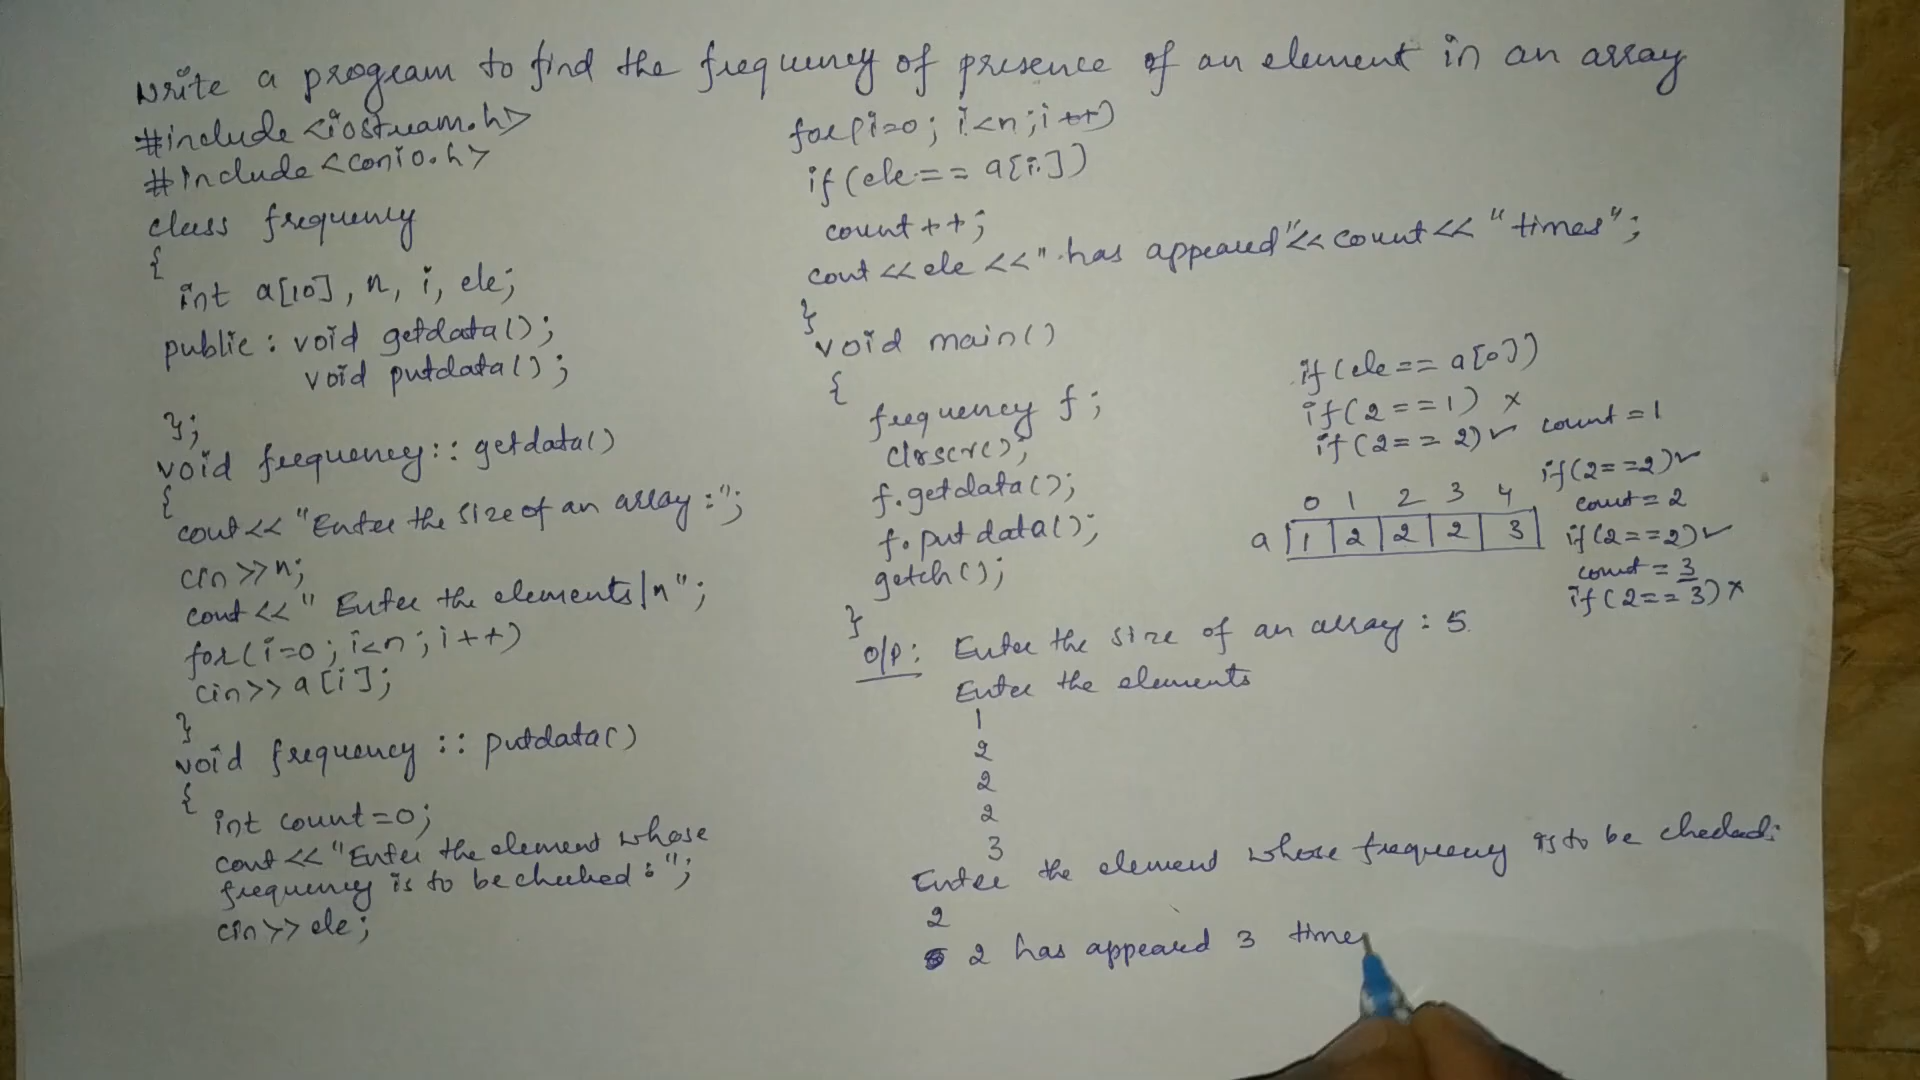 Write a program to find the frequency of presence of an element in an array
#include <iostream.h>
#include <conio.h>
class frequency
{
int a[10], n, i, ele;
public: void getdata();
void putdata();
};
void frequency:: getdata()
{
cout<< "Enter the size of an array :";
cin>>n;
cout<< " Enter the elements\n";
for(i=0; i<n; i++)
cin>> a[i];
}
void frequency :: putdata()
{
int count=0;
cout<< "Enter the element whose
frequency is to be checked :";
cin>> ele;
for(i=0; i<n; i++)
if(ele== a[i])
count++;
cout<<ele<<" has appeared"<<count<< "times";
}
void main()
{
frequency f;
clrscr();
f.getdata();
f.putdata();
getch();
}
if(ele== a[0])
if(2==1) x
if(2==2) ✓ count=1
if(2==2)✓
count=2
0 1 2 3 4
a 1 2 2 2 3
if(2==2)✓
count=3
if(2==3)x
O/P: Enter the size of an array : 5
Enter the elements
1
2
2
2
3
Enter the element whose frequency is to be checked:
2
2 has appeared 3 times